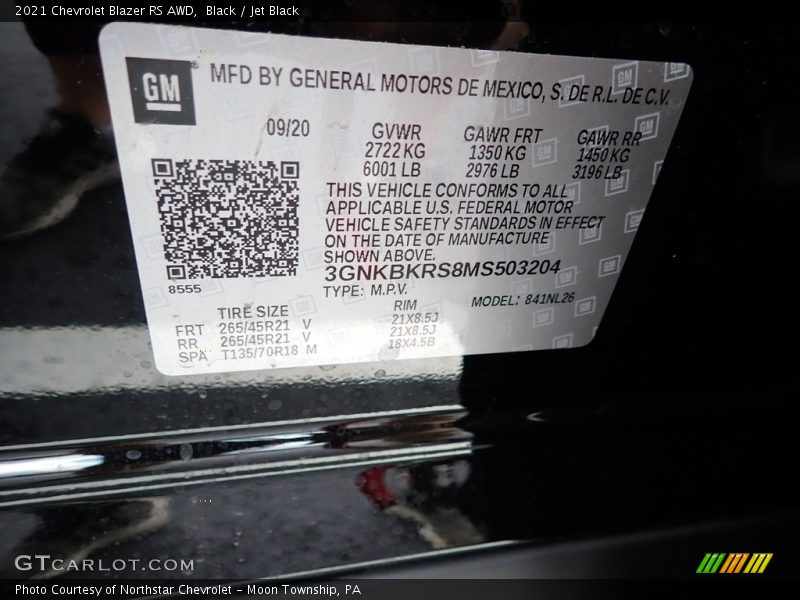 2021 Chevrolet Blazer RS AWD, Black / Jet Black
GM
MFD BY GENERAL MOTORS DE MEXICO, S. DE R.L. DE C.V.
09/20 GVWR GAWR FRT GAWR RR
2722 KG 1350 KG 1450 KG
6001 LB 2976 LB 3196 LB
THIS VEHICLE CONFORMS TO ALL
APPLICABLE U.S. FEDERAL MOTOR
VEHICLE SAFETY STANDARDS IN EFFECT
ON THE DATE OF MANUFACTURE
SHOWN ABOVE.
3GNKBKRS8MS503204
8555
TYPE: M.P.V. MODEL: 841NL26
TIRE SIZE RIM
FRT 265/45R21 V 21X8.5J
RR 265/45R21 V 21X8.5J
SPA T135/70R18 M 18X4.5B
GTCARLOT.COM
Photo Courtesy of Northstar Chevrolet - Moon Township, PA